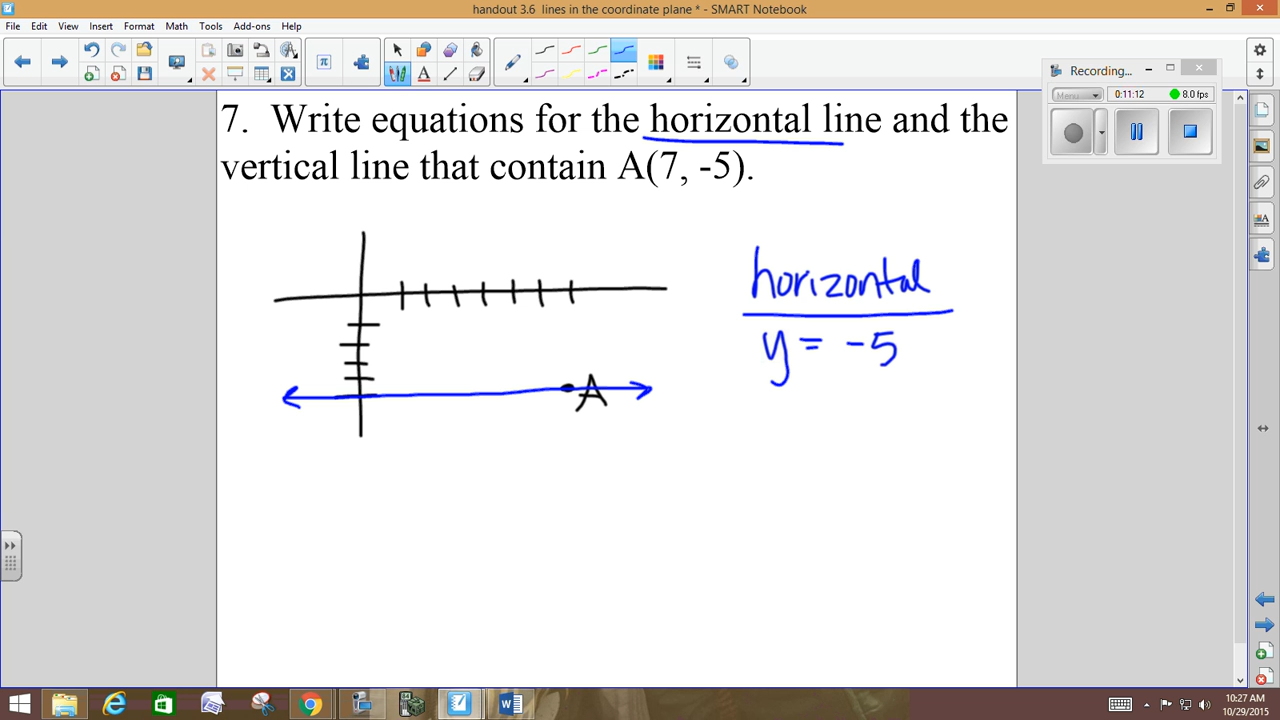 handout 3.6 lines in the coordinate plane * - SMART Notebook
File Edit View Insert Format Math Tools Add-ons Help
Recording...
Menu 0:11:12 8.0 fps
7. Write equations for the horizontal line and the
vertical line that contain A(7, -5).
horizontal
y = -5
A
10:27 AM
10/29/2015